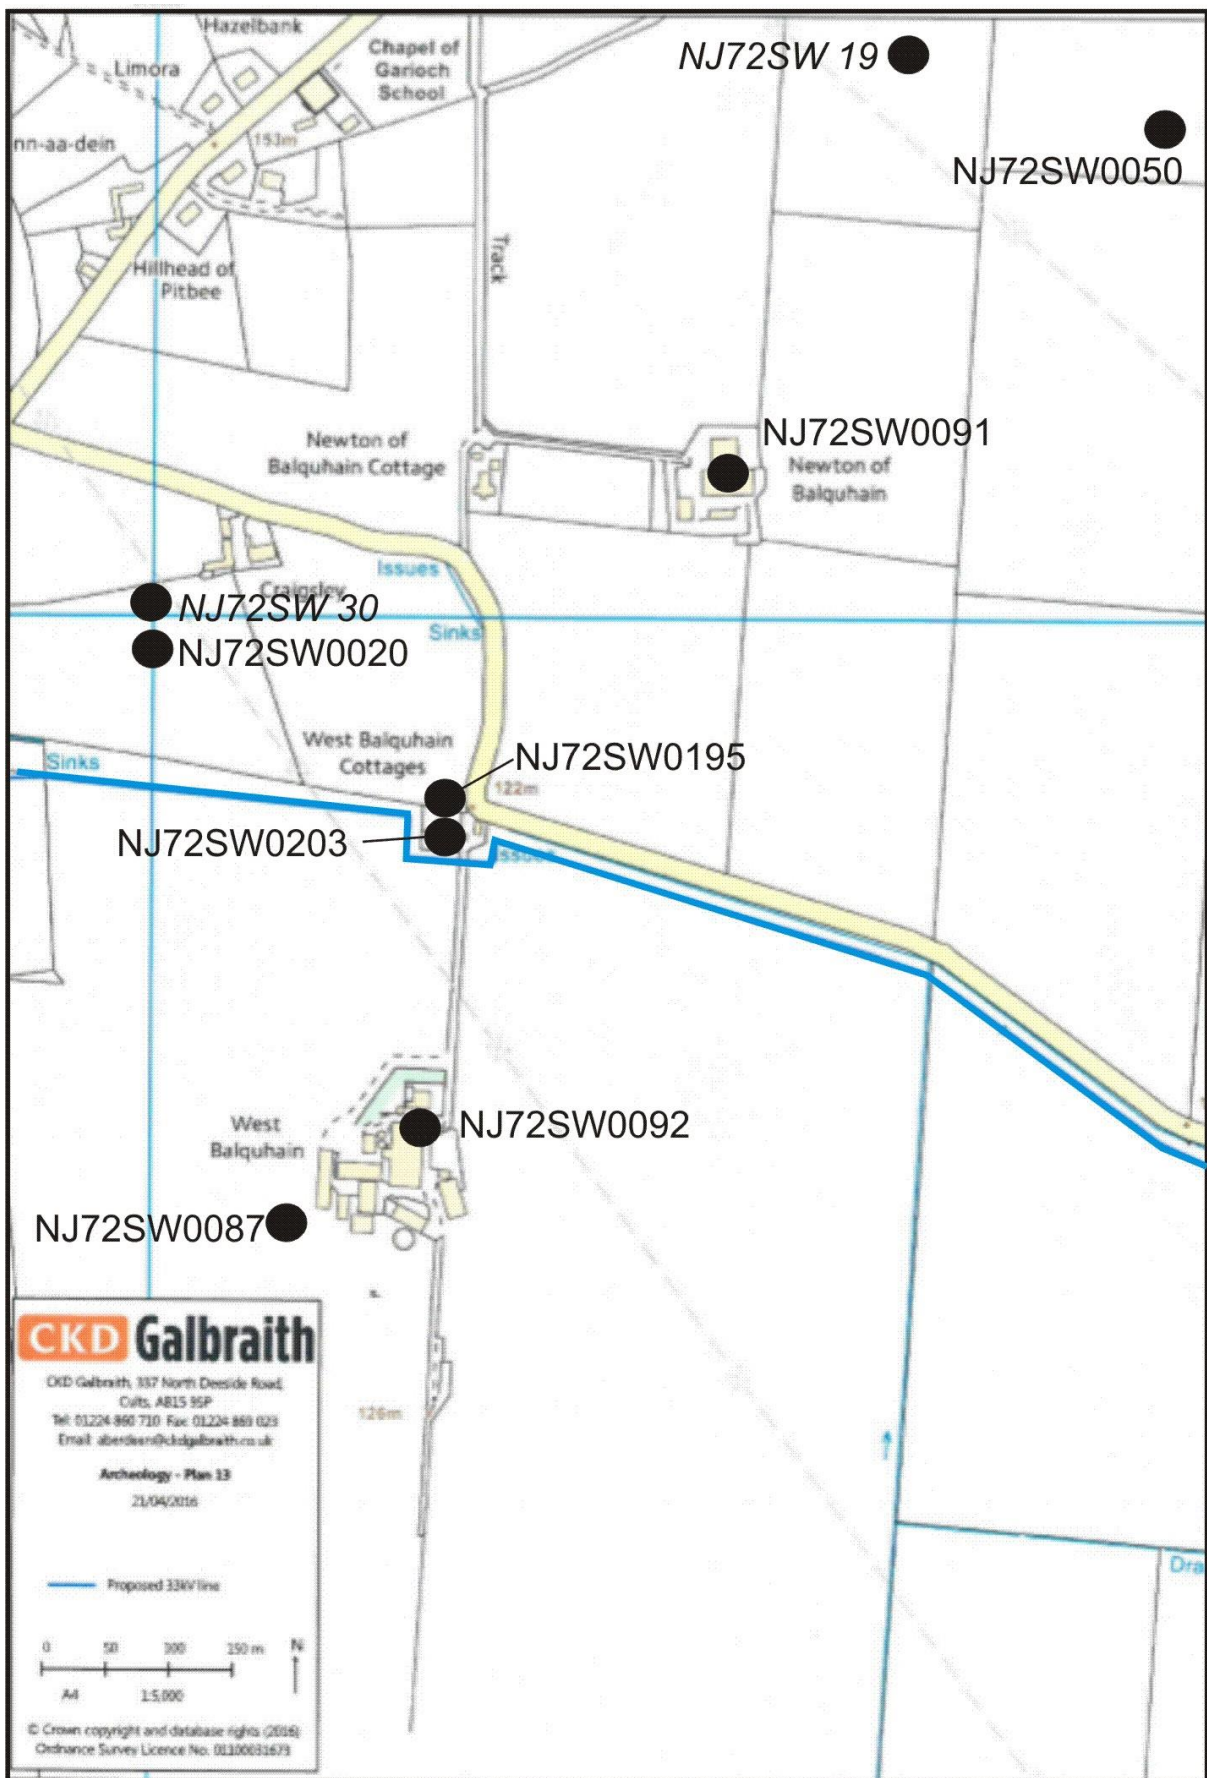 Hazelbank
Chapel of
Garioch
School
NJ72SW 19
Limora
NJ72SW0050
153m
nn-aa-dein
Track
Hillhead of
Pitbee
NJ72SW0091
Newton of
Balquhain Cottage
Newton of
Balquhain
Issues
Craigsley
NJ72SW 30
Sinks
NJ72SW0020
West Balquhain
Cottages
NJ72SW0195
Sinks
122m
NJ72SW0203
Issues
NJ72SW0092
West
Balquhain
NJ72SW0087
CKD Galbraith
CKD Galbraith, 337 North Deeside Road,
Cults, AB15 9SP
Tel: 01224 860 710 Fax: 01224 869 023
Email: aberdeen@ckdgalbraith.co.uk
126m
Archeology - Plan 13
21/04/2016
Proposed 33kV line
Dra
0 50 100 150 m N
A4 1:5,000
© Crown copyright and database rights (2016)
Ordnance Survey Licence No. 01100031673